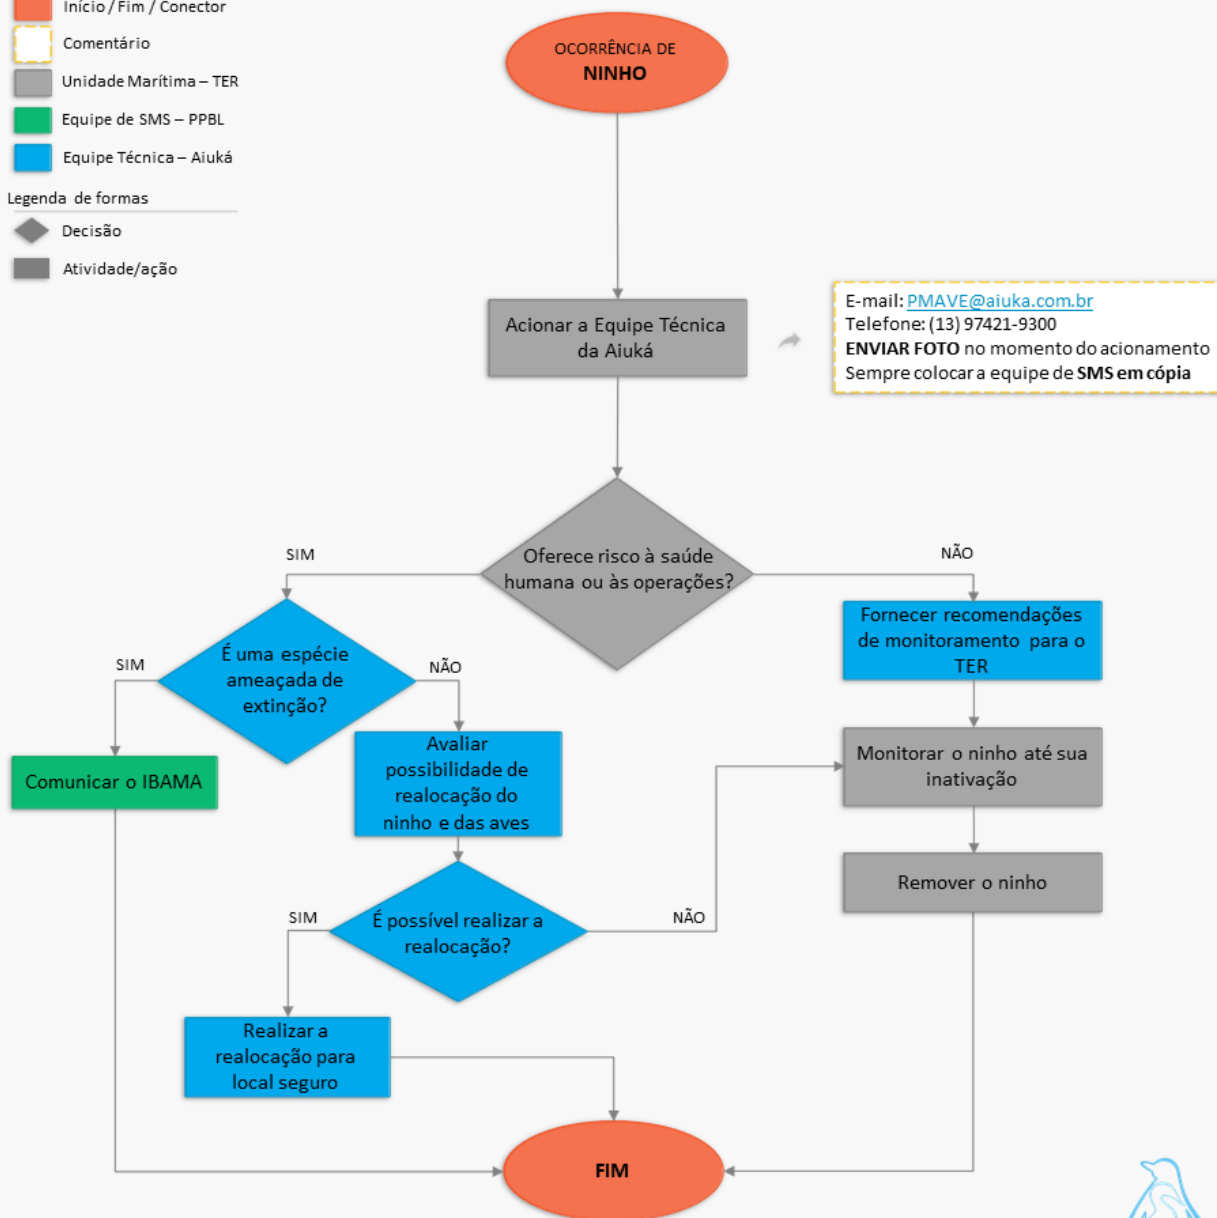 Início / Fim / Conector
Comentário
Unidade Marítima – TER
Equipe de SMS – PPBL
Equipe Técnica – Aiuká
Legenda de formas
Decisão
Atividade/ação
OCORRÊNCIA DE
NINHO
Acionar a Equipe Técnica
da Aiuká
E-mail: PMAVE@aiuka.com.br
Telefone: (13) 97421-9300
ENVIAR FOTO no momento do acionamento
Sempre colocar a equipe de SMS em cópia
Oferece risco à saúde
humana ou às operações?
SIM
NÃO
É uma espécie
ameaçada de
extinção?
SIM
NÃO
Fornecer recomendações
de monitoramento para o
TER
Comunicar o IBAMA
Avaliar
possibilidade de
realocação do
ninho e das aves
Monitorar o ninho até sua
inativação
Remover o ninho
É possível realizar a
realocação?
SIM
NÃO
Realizar a
realocação para
local seguro
FIM